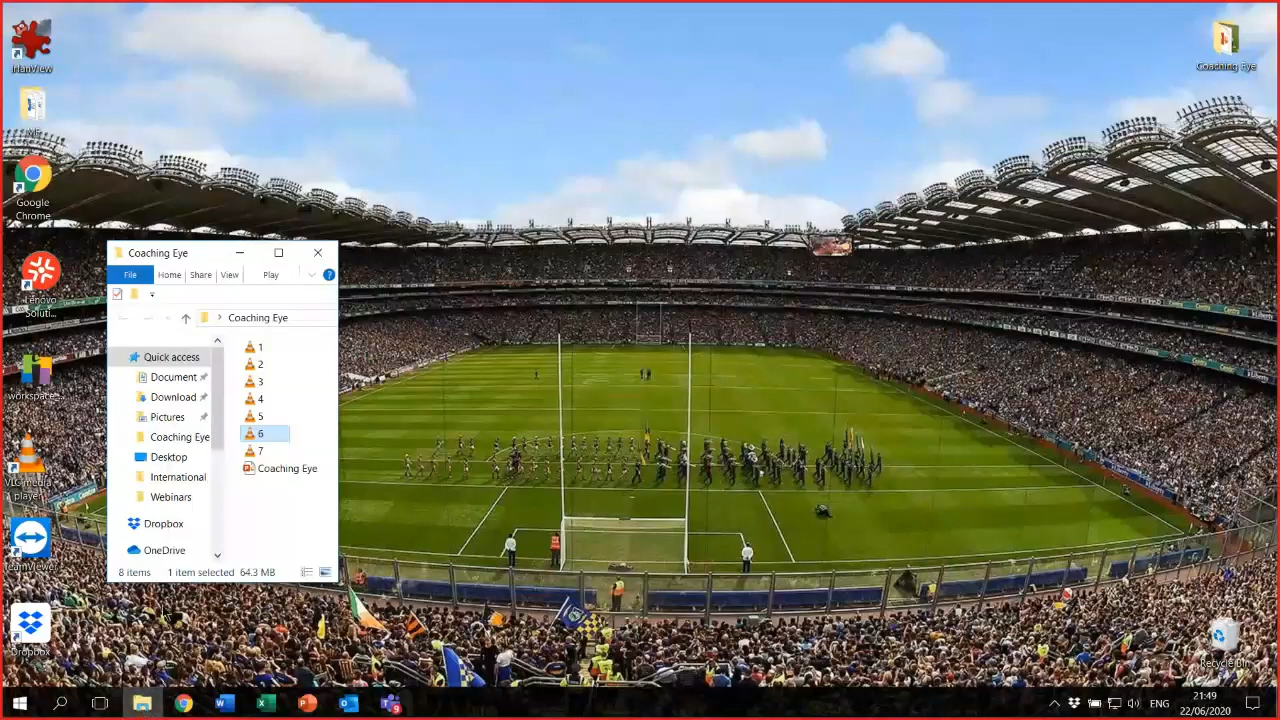 IrfanView
Coaching Eye
Google
Chrome
Lenovo
Soluti...
workspace...
VLC media
player
TeamViewer
Dropbox
Coaching Eye
File Home Share View Play
Coaching Eye
Quick access
Document
Download
Pictures
Coaching Eye
Desktop
International
Webinars
Dropbox
OneDrive
1
2
3
4
5
6
7
Coaching Eye
8 items 1 item selected 64.3 MB
Recycle Bin
ENG
21:49
22/06/2020